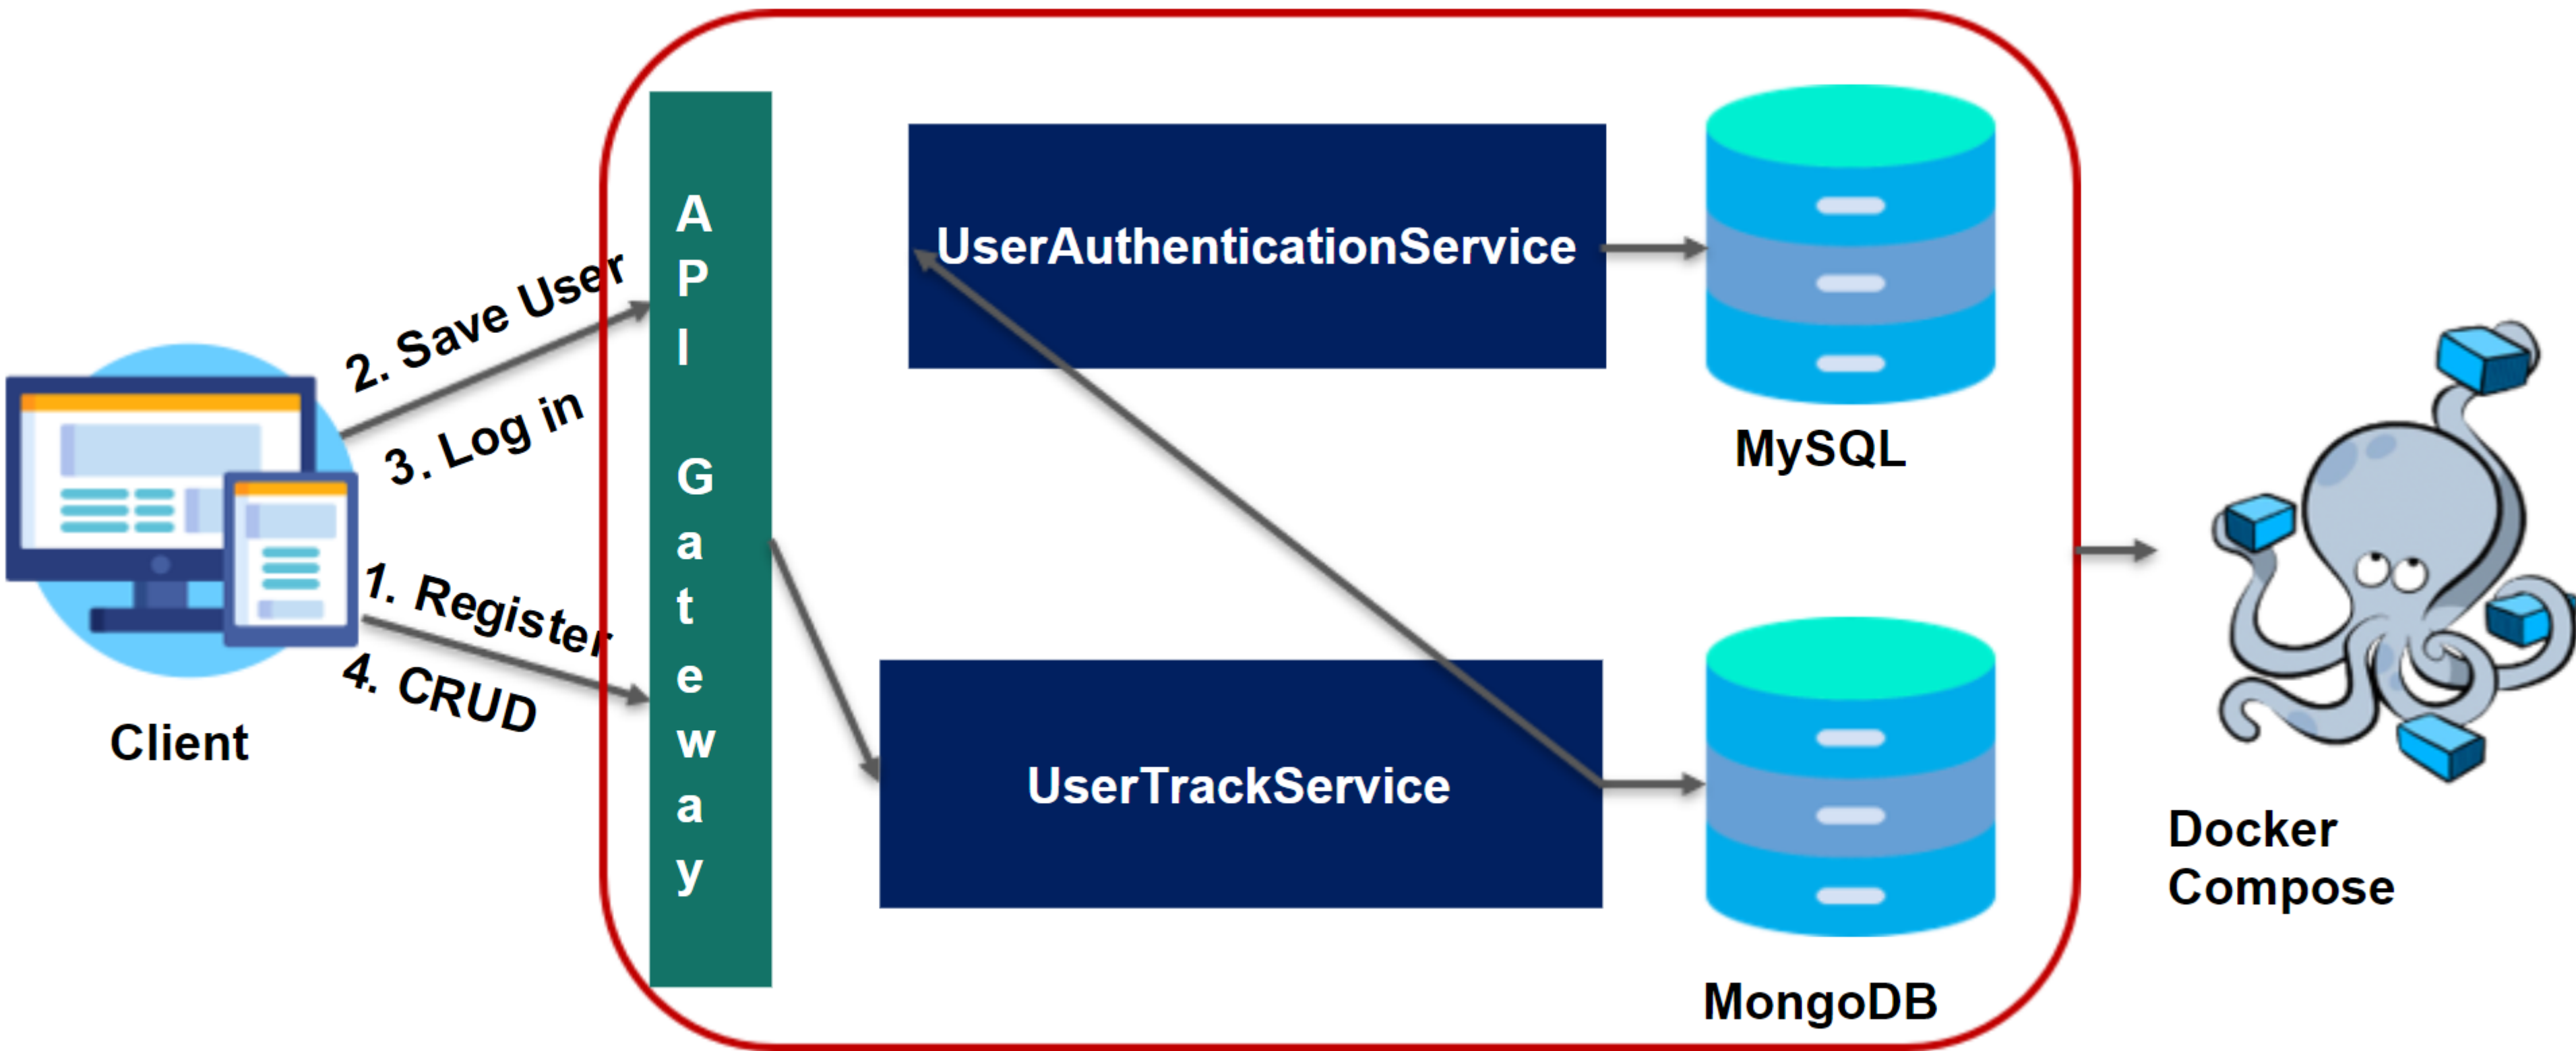 2. Save User
3. Log in
1. Register
4. CRUD
Client
API Gateway
UserAuthenticationService
MySQL
UserTrackService
MongoDB
Docker
Compose